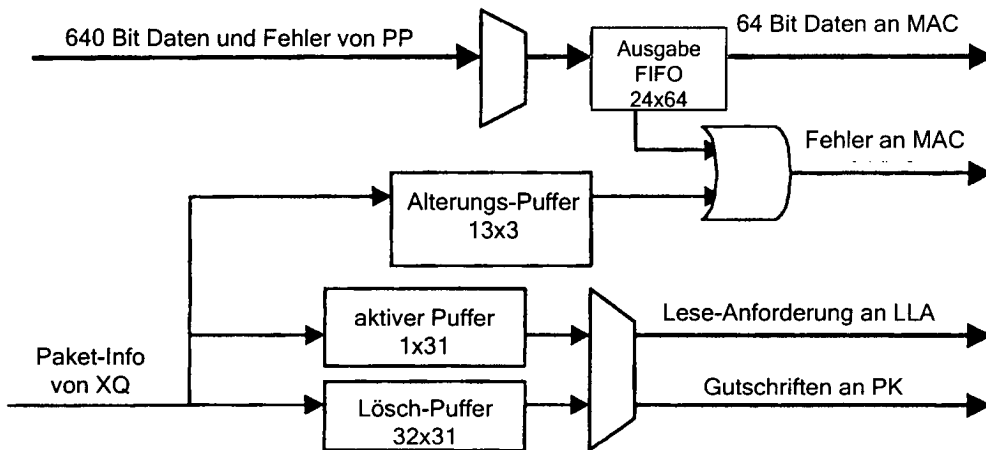 640 Bit Daten und Fehler von PP
Ausgabe
FIFO
24x64
64 Bit Daten an MAC
Fehler an MAC
Alterungs-Puffer
13x3
aktiver Puffer
1x31
Lese-Anforderung an LLA
Paket-Info
von XQ
Lösch-Puffer
32x31
Gutschriften an PK